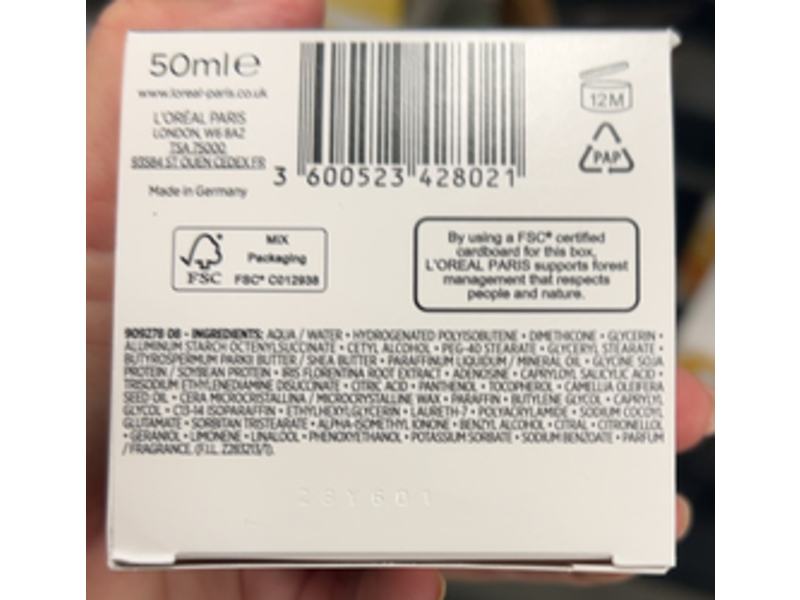 50ml℮
www.loreal-paris.co.uk
L'ORÉAL PARIS
LONDON, W6 8AZ
TSA 75000
93584 ST OUEN CEDEX FR
Made in Germany
3 600523 428021
12M
PAP
FSC
MIX
Packaging
FSC® C012938
By using a FSC® certified
cardboard for this box,
L'ORÉAL PARIS supports forest
management that respects
people and nature.
909278 08 • INGREDIENTS: AQUA / WATER • HYDROGENATED POLYISOBUTENE • DIMETHICONE • GLYCERIN •
ALUMINUM STARCH OCTENYLSUCCINATE • CETYL ALCOHOL • PEG-40 STEARATE • GLYCERYL STEARATE •
BUTYROSPERMUM PARKII BUTTER / SHEA BUTTER • PARAFFINUM LIQUIDUM / MINERAL OIL • GLYCINE SOJA
PROTEIN / SOYBEAN PROTEIN • IRIS FLORENTINA ROOT EXTRACT • ADENOSINE • CAPRYLOYL SALICYLIC ACID •
TRISODIUM ETHYLENEDIAMINE DISUCCINATE • CITRIC ACID • PANTHENOL • TOCOPHEROL • CAMELLIA OLEIFERA
SEED OIL • CERA MICROCRISTALLINA / MICROCRYSTALLINE WAX • PARAFFIN • BUTYLENE GLYCOL • CAPRYLYL
GLYCOL • C13-14 ISOPARAFFIN • ETHYLHEXYLGLYCERIN • LAURETH-7 • POLYACRYLAMIDE • SODIUM COCOYL
GLUTAMATE • SORBITAN TRISTEARATE • ALPHA-ISOMETHYL IONONE • BENZYL ALCOHOL • CITRAL • CITRONELLOL
• GERANIOL • LIMONENE • LINALOOL • PHENOXYETHANOL • POTASSIUM SORBATE • SODIUM BENZOATE • PARFUM
/ FRAGRANCE. (F.I.L. Z283213/1).
28Y601